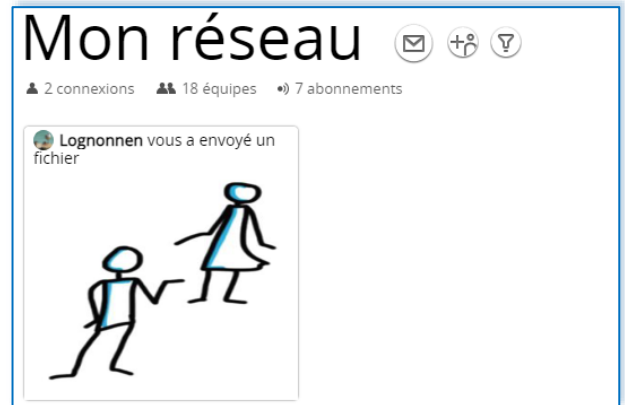 Mon réseau
2 connexions 18 équipes 7 abonnements
Lognonnen vous a envoyé un
fichier